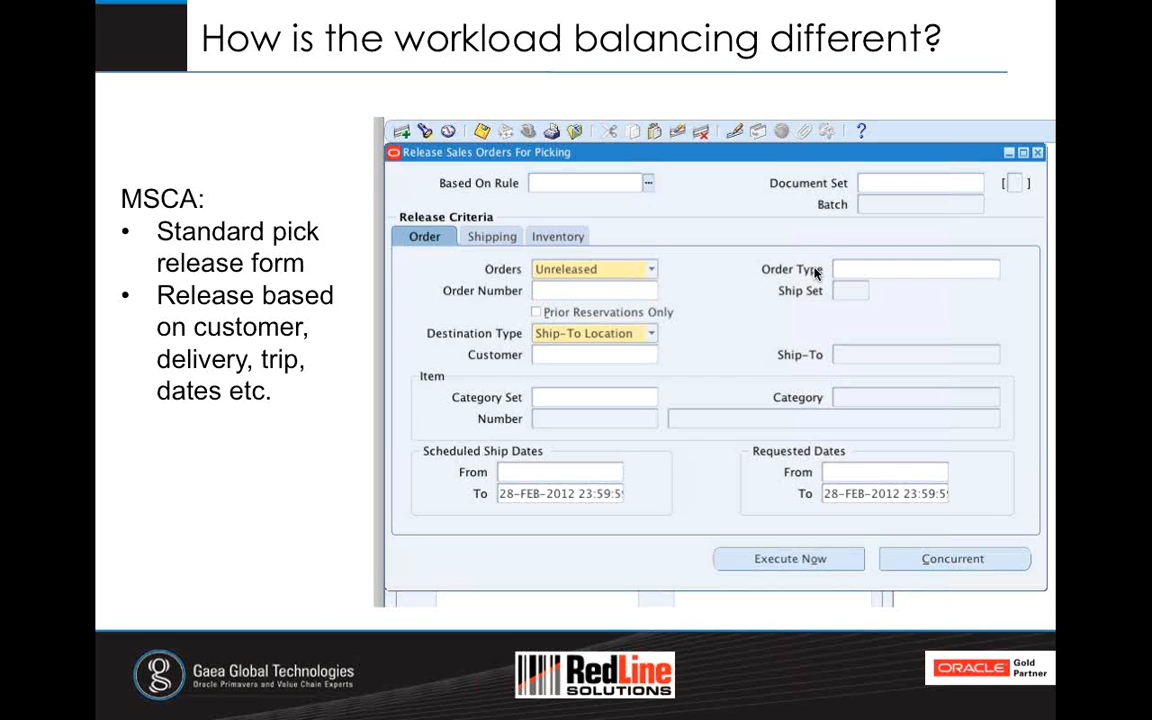 How is the workload balancing different?
MSCA:
• Standard pick
release form
• Release based
on customer,
delivery, trip,
dates etc.
Release Sales Orders For Picking
Based On Rule
Document Set
Batch
Release Criteria
Order Shipping Inventory
Orders Unreleased
Order Type
Order Number
Ship Set
Prior Reservations Only
Destination Type Ship-To Location
Customer
Ship-To
Item
Category Set
Category
Number
Scheduled Ship Dates
From
To 28-FEB-2012 23:59:5
Requested Dates
From
To 28-FEB-2012 23:59:5
Execute Now
Concurrent
Gaea Global Technologies
Oracle Primavera and Value Chain Experts
RedLine
SOLUTIONS
ORACLE Gold
Partner